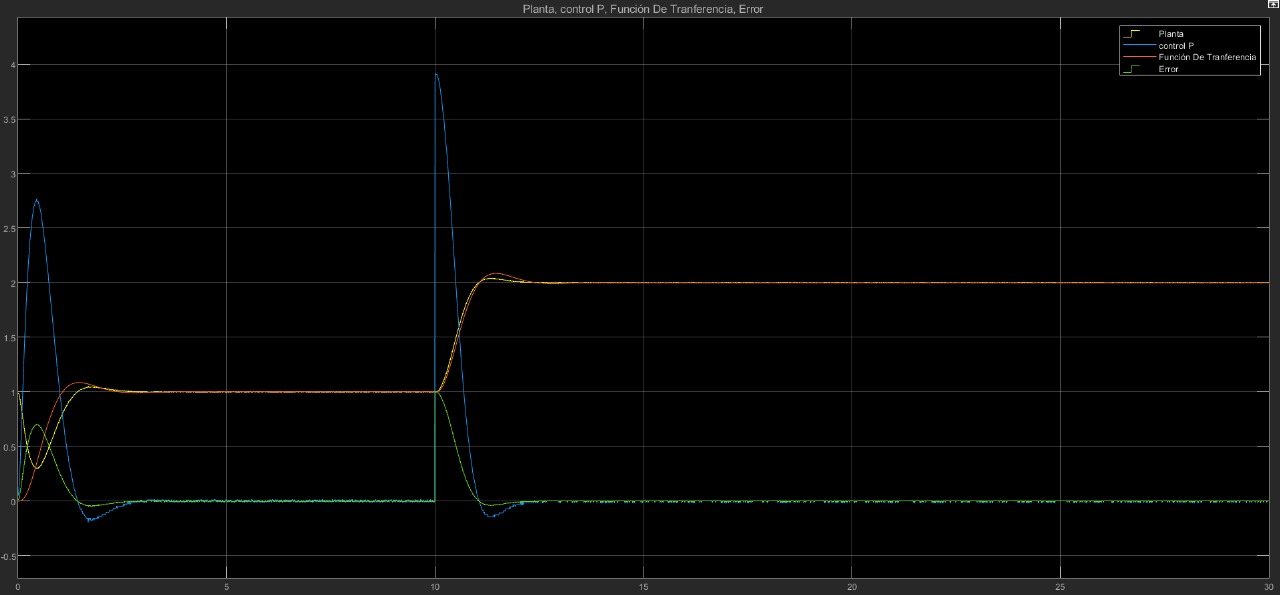 Planta, control P, Función De Tranferencia, Error
Planta
control P
Función De Tranferencia
Error
4
3.5
3
2.5
2
1.5
1
0.5
0
-0.5
0 5 10 15 20 25 30